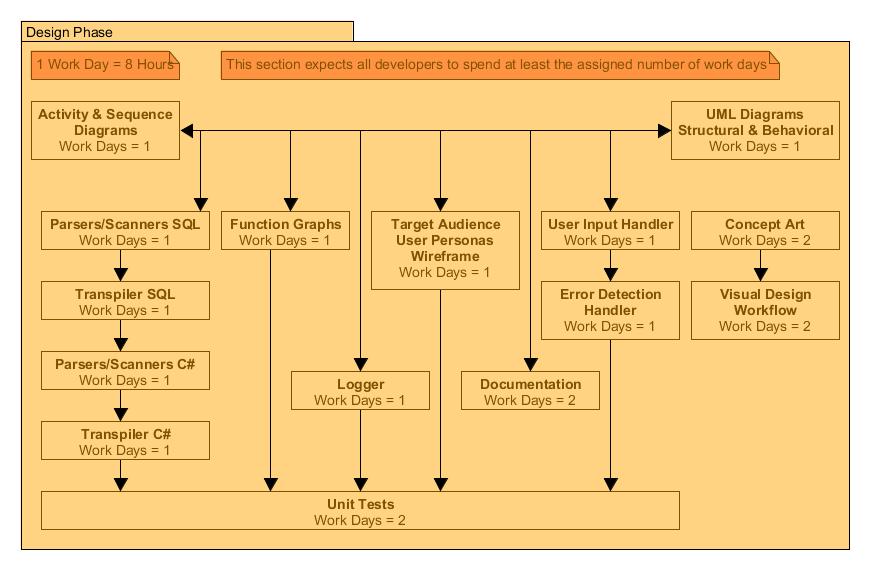 Design Phase
1 Work Day = 8 Hours
This section expects all developers to spend at least the assigned number of work days
Activity & Sequence
Diagrams
Work Days = 1
UML Diagrams
Structural & Behavioral
Work Days = 1
Parsers/Scanners SQL
Work Days = 1
Function Graphs
Work Days = 1
Target Audience
User Personas
Wireframe
Work Days = 1
User Input Handler
Work Days = 1
Concept Art
Work Days = 2
Transpiler SQL
Work Days = 1
Error Detection
Handler
Work Days = 1
Visual Design
Workflow
Work Days = 2
Parsers/Scanners C#
Work Days = 1
Logger
Work Days = 1
Documentation
Work Days = 2
Transpiler C#
Work Days = 1
Unit Tests
Work Days = 2